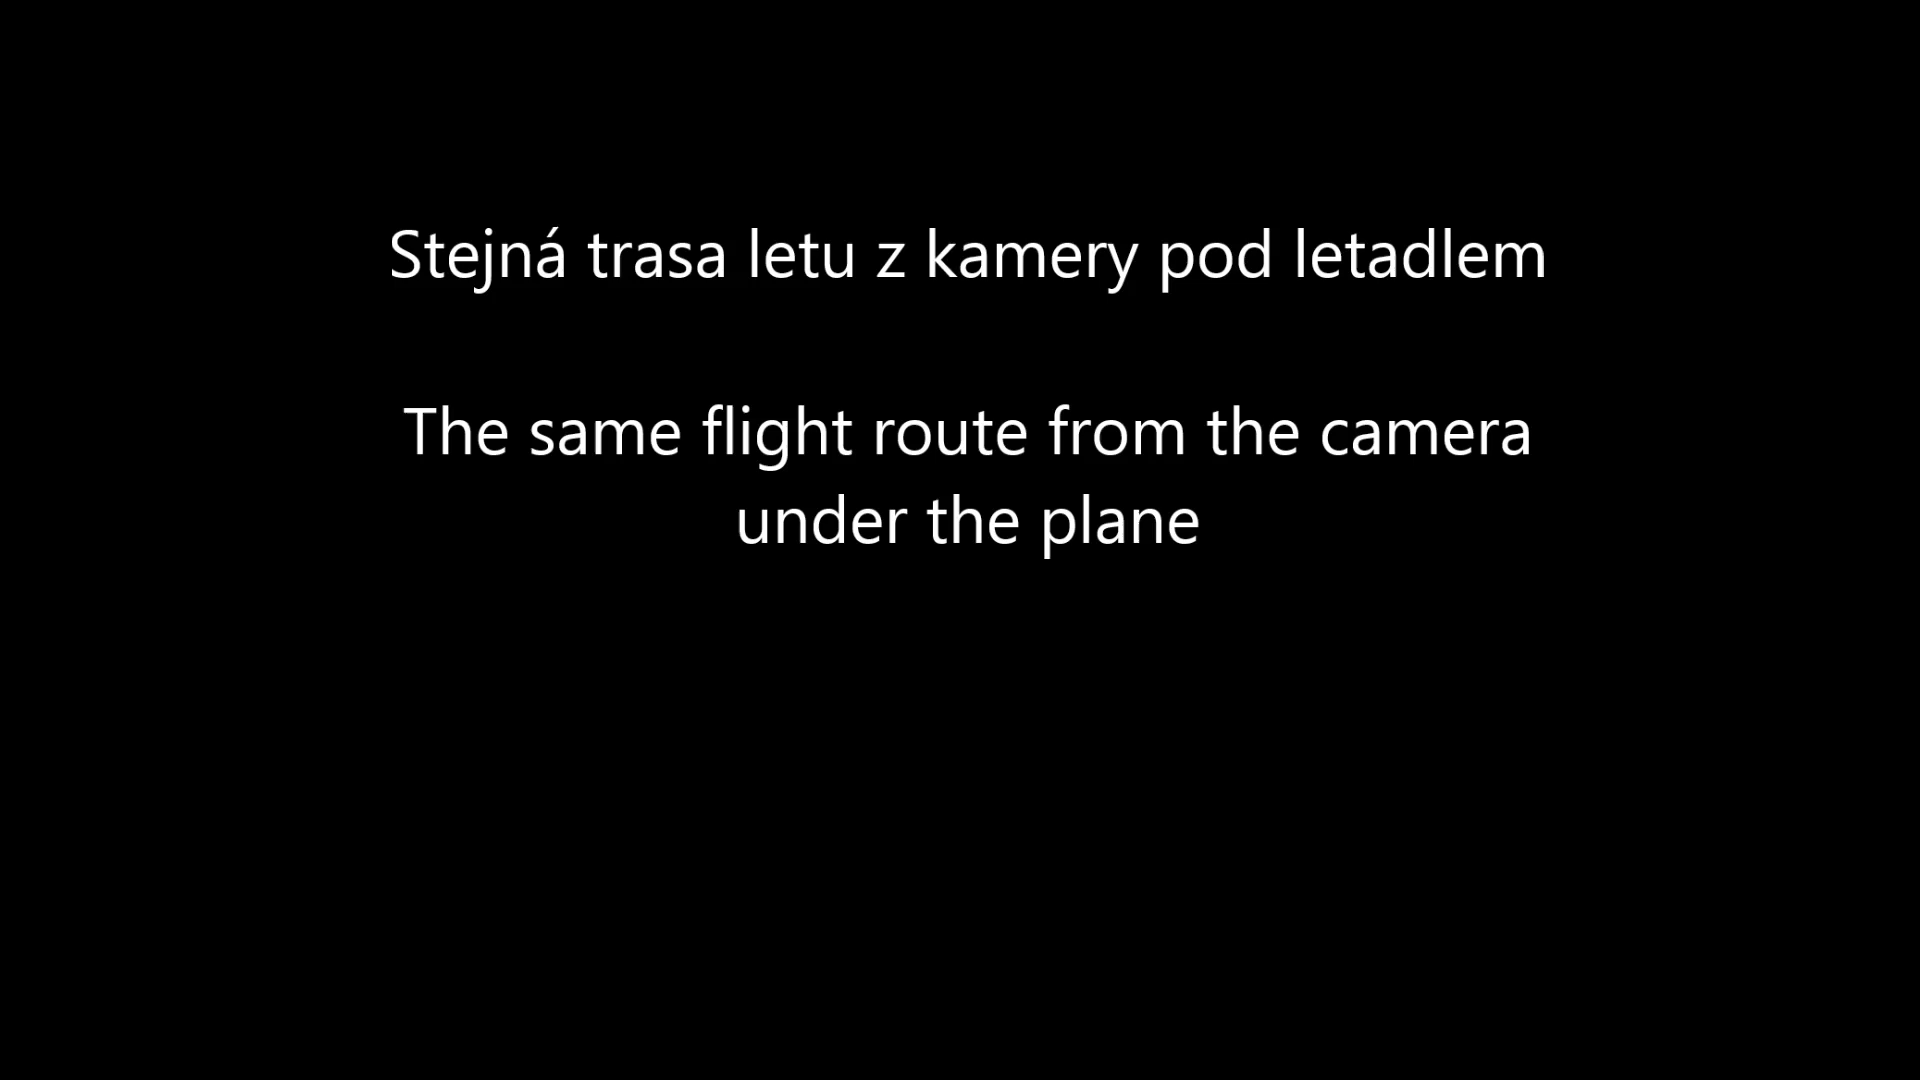 Stejná trasa letu z kamery pod letadlem
The same flight route from the camera
under the plane